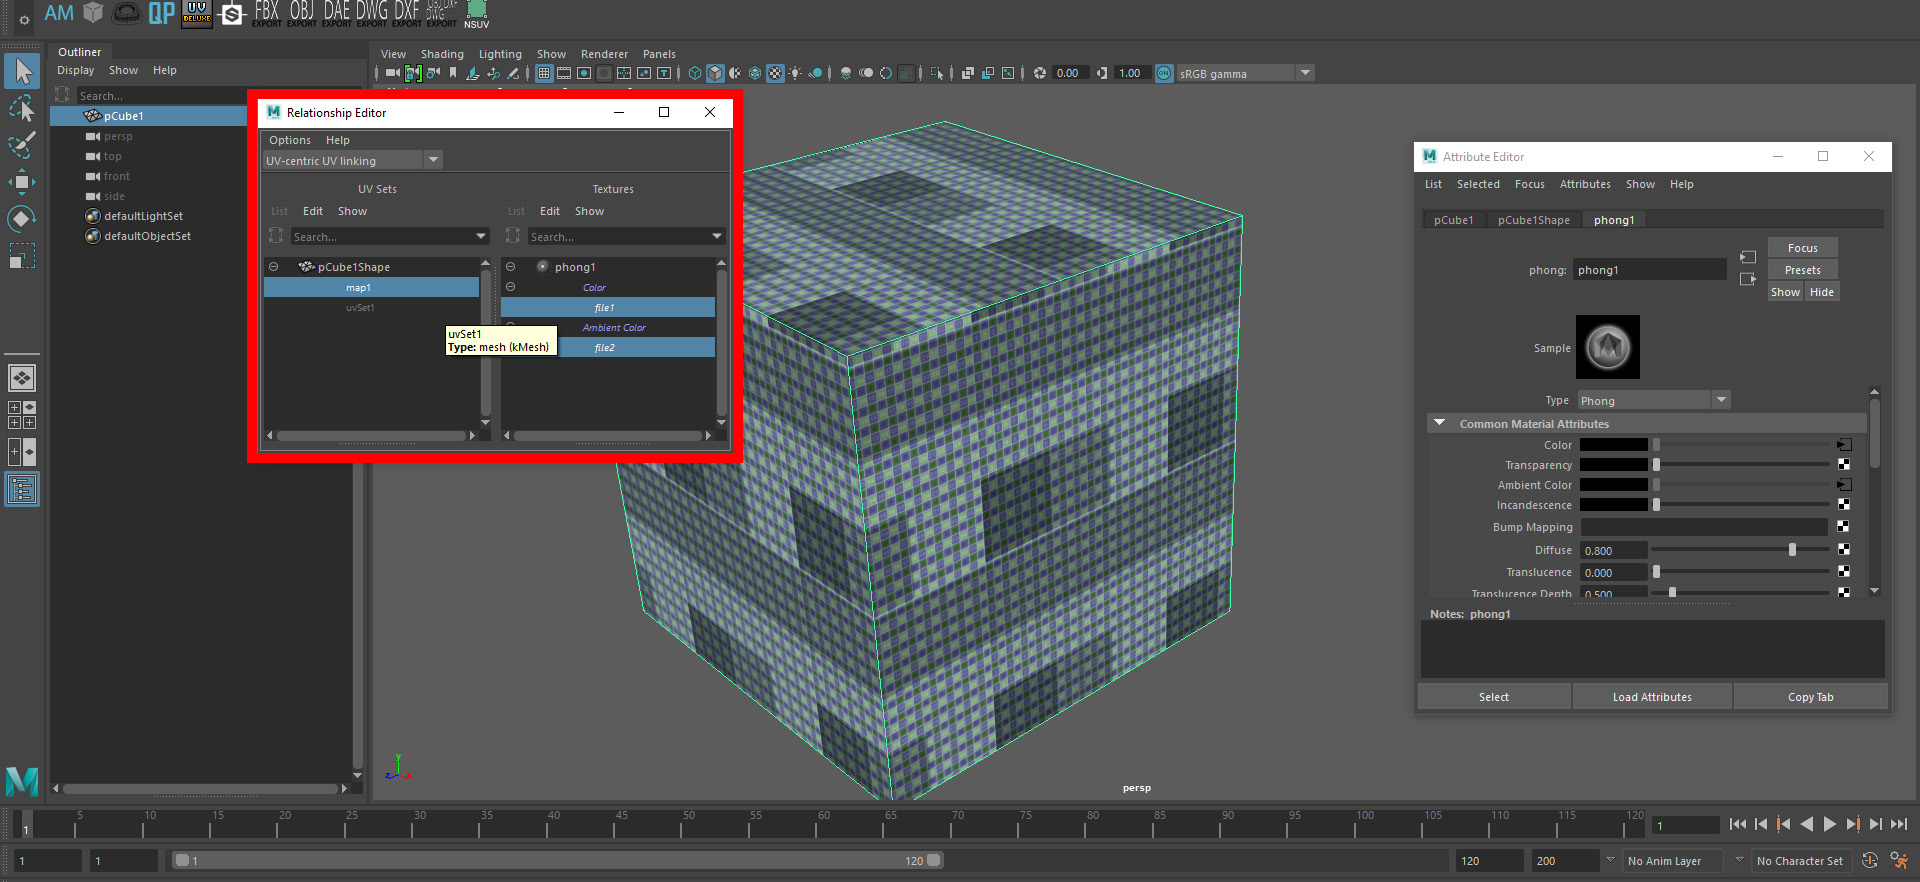 AM
QP
UV
DELUXE
S
FBX OBJ DAE DWG DXF
EXPORT EXPORT EXPORT EXPORT EXPORT EXPORT
NSUV
Outliner
Display Show Help
Search...
pCube1
persp
top
front
side
defaultLightSet
defaultObjectSet
View Shading Lighting Show Renderer Panels
0.00
1.00
ON
sRGB gamma
Relationship Editor
Options Help
UV-centric UV linking
UV Sets
Textures
List Edit Show
List Edit Show
Search...
Search...
pCube1Shape
map1
uvSet1
phong1
Color
file1
Ambient Color
file2
uvSet1
Type: mesh (kMesh)
Attribute Editor
List Selected Focus Attributes Show Help
pCube1 pCube1Shape phong1
phong: phong1
Focus
Presets
Show Hide
Sample
Type Phong
Common Material Attributes
Color
Transparency
Ambient Color
Incandescence
Bump Mapping
Diffuse 0.800
Translucence 0.000
Translucence Depth 0.500
Notes: phong1
Select Load Attributes Copy Tab
y
z x
persp
1 5 10 15 20 25 30 35 40 45 50 55 60 65 70 75 80 85 90 95 100 105 110 115 120
1
1 1 1 120 120 200 No Anim Layer No Character Set